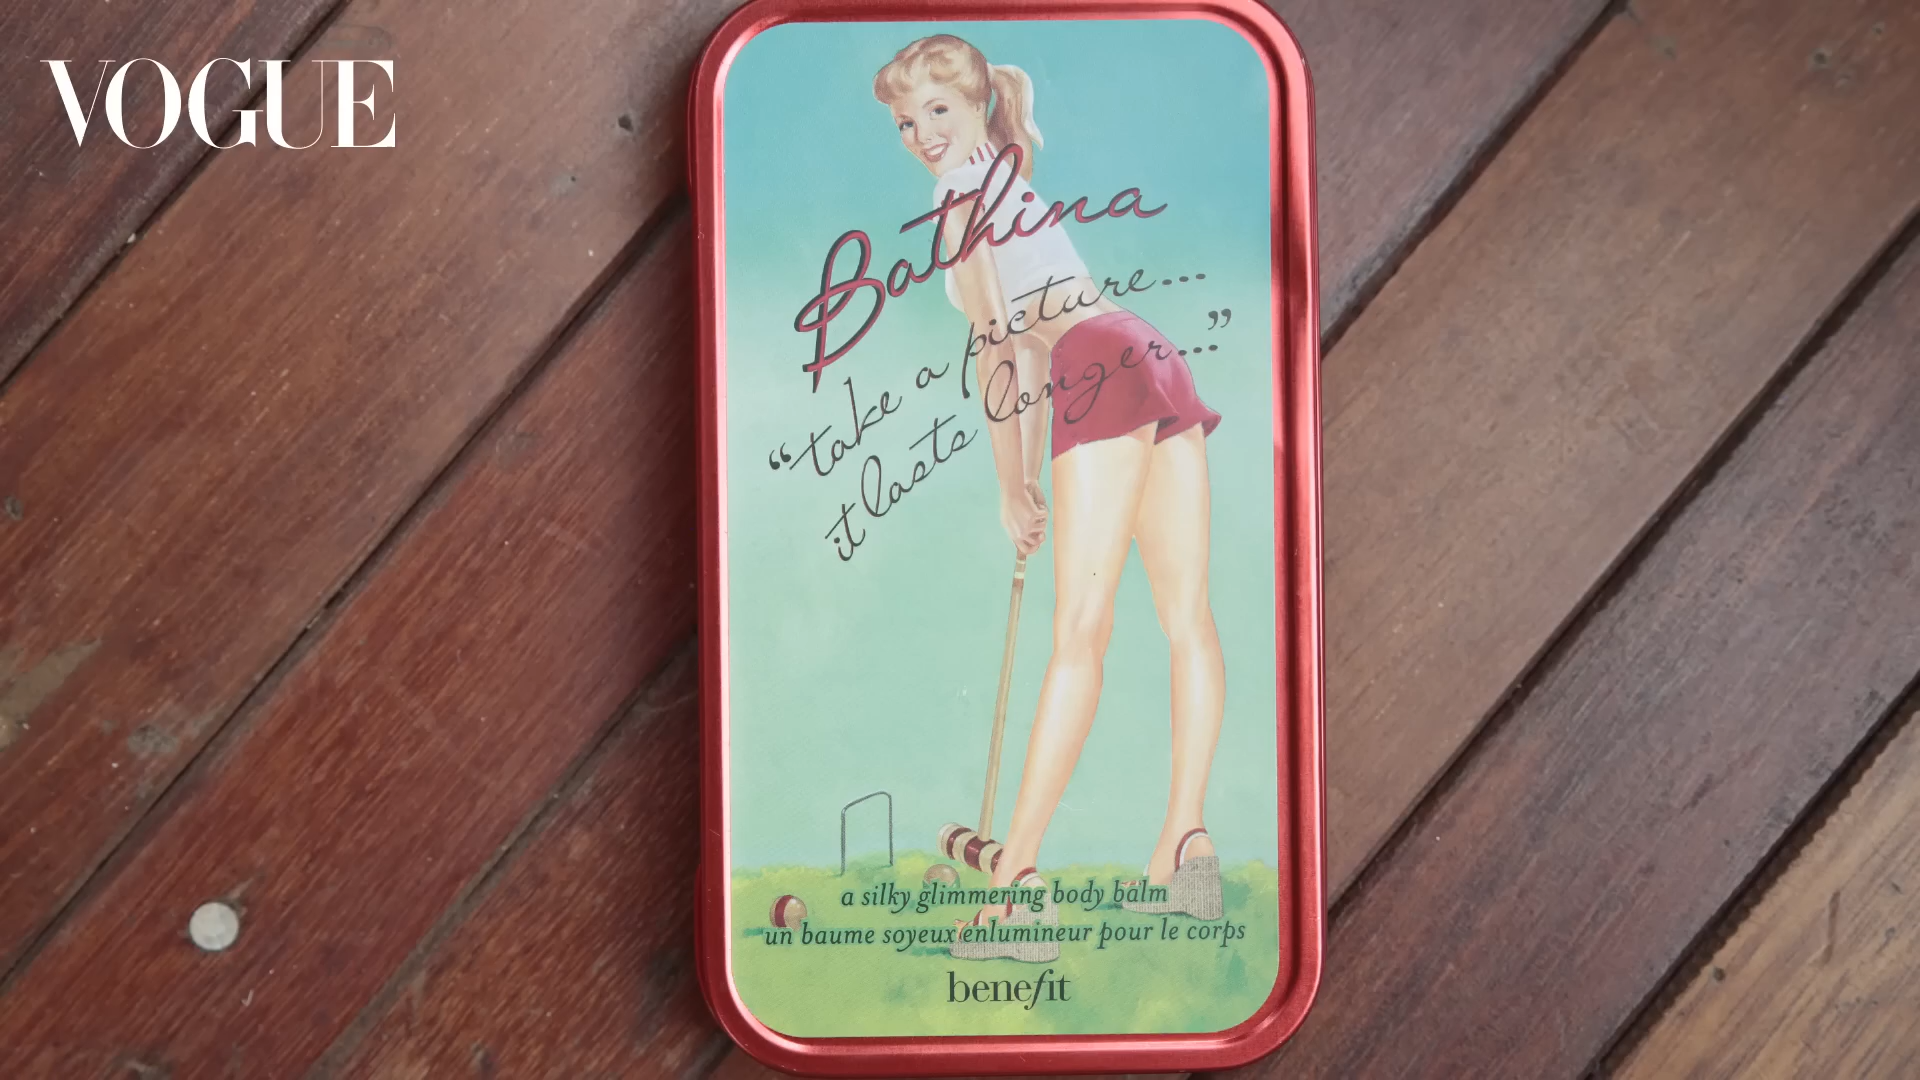 VOGUE
Bathina
“take a picture...
it lasts longer...”
a silky glimmering body balm
un baume soyeux enlumineur pour le corps
benefit